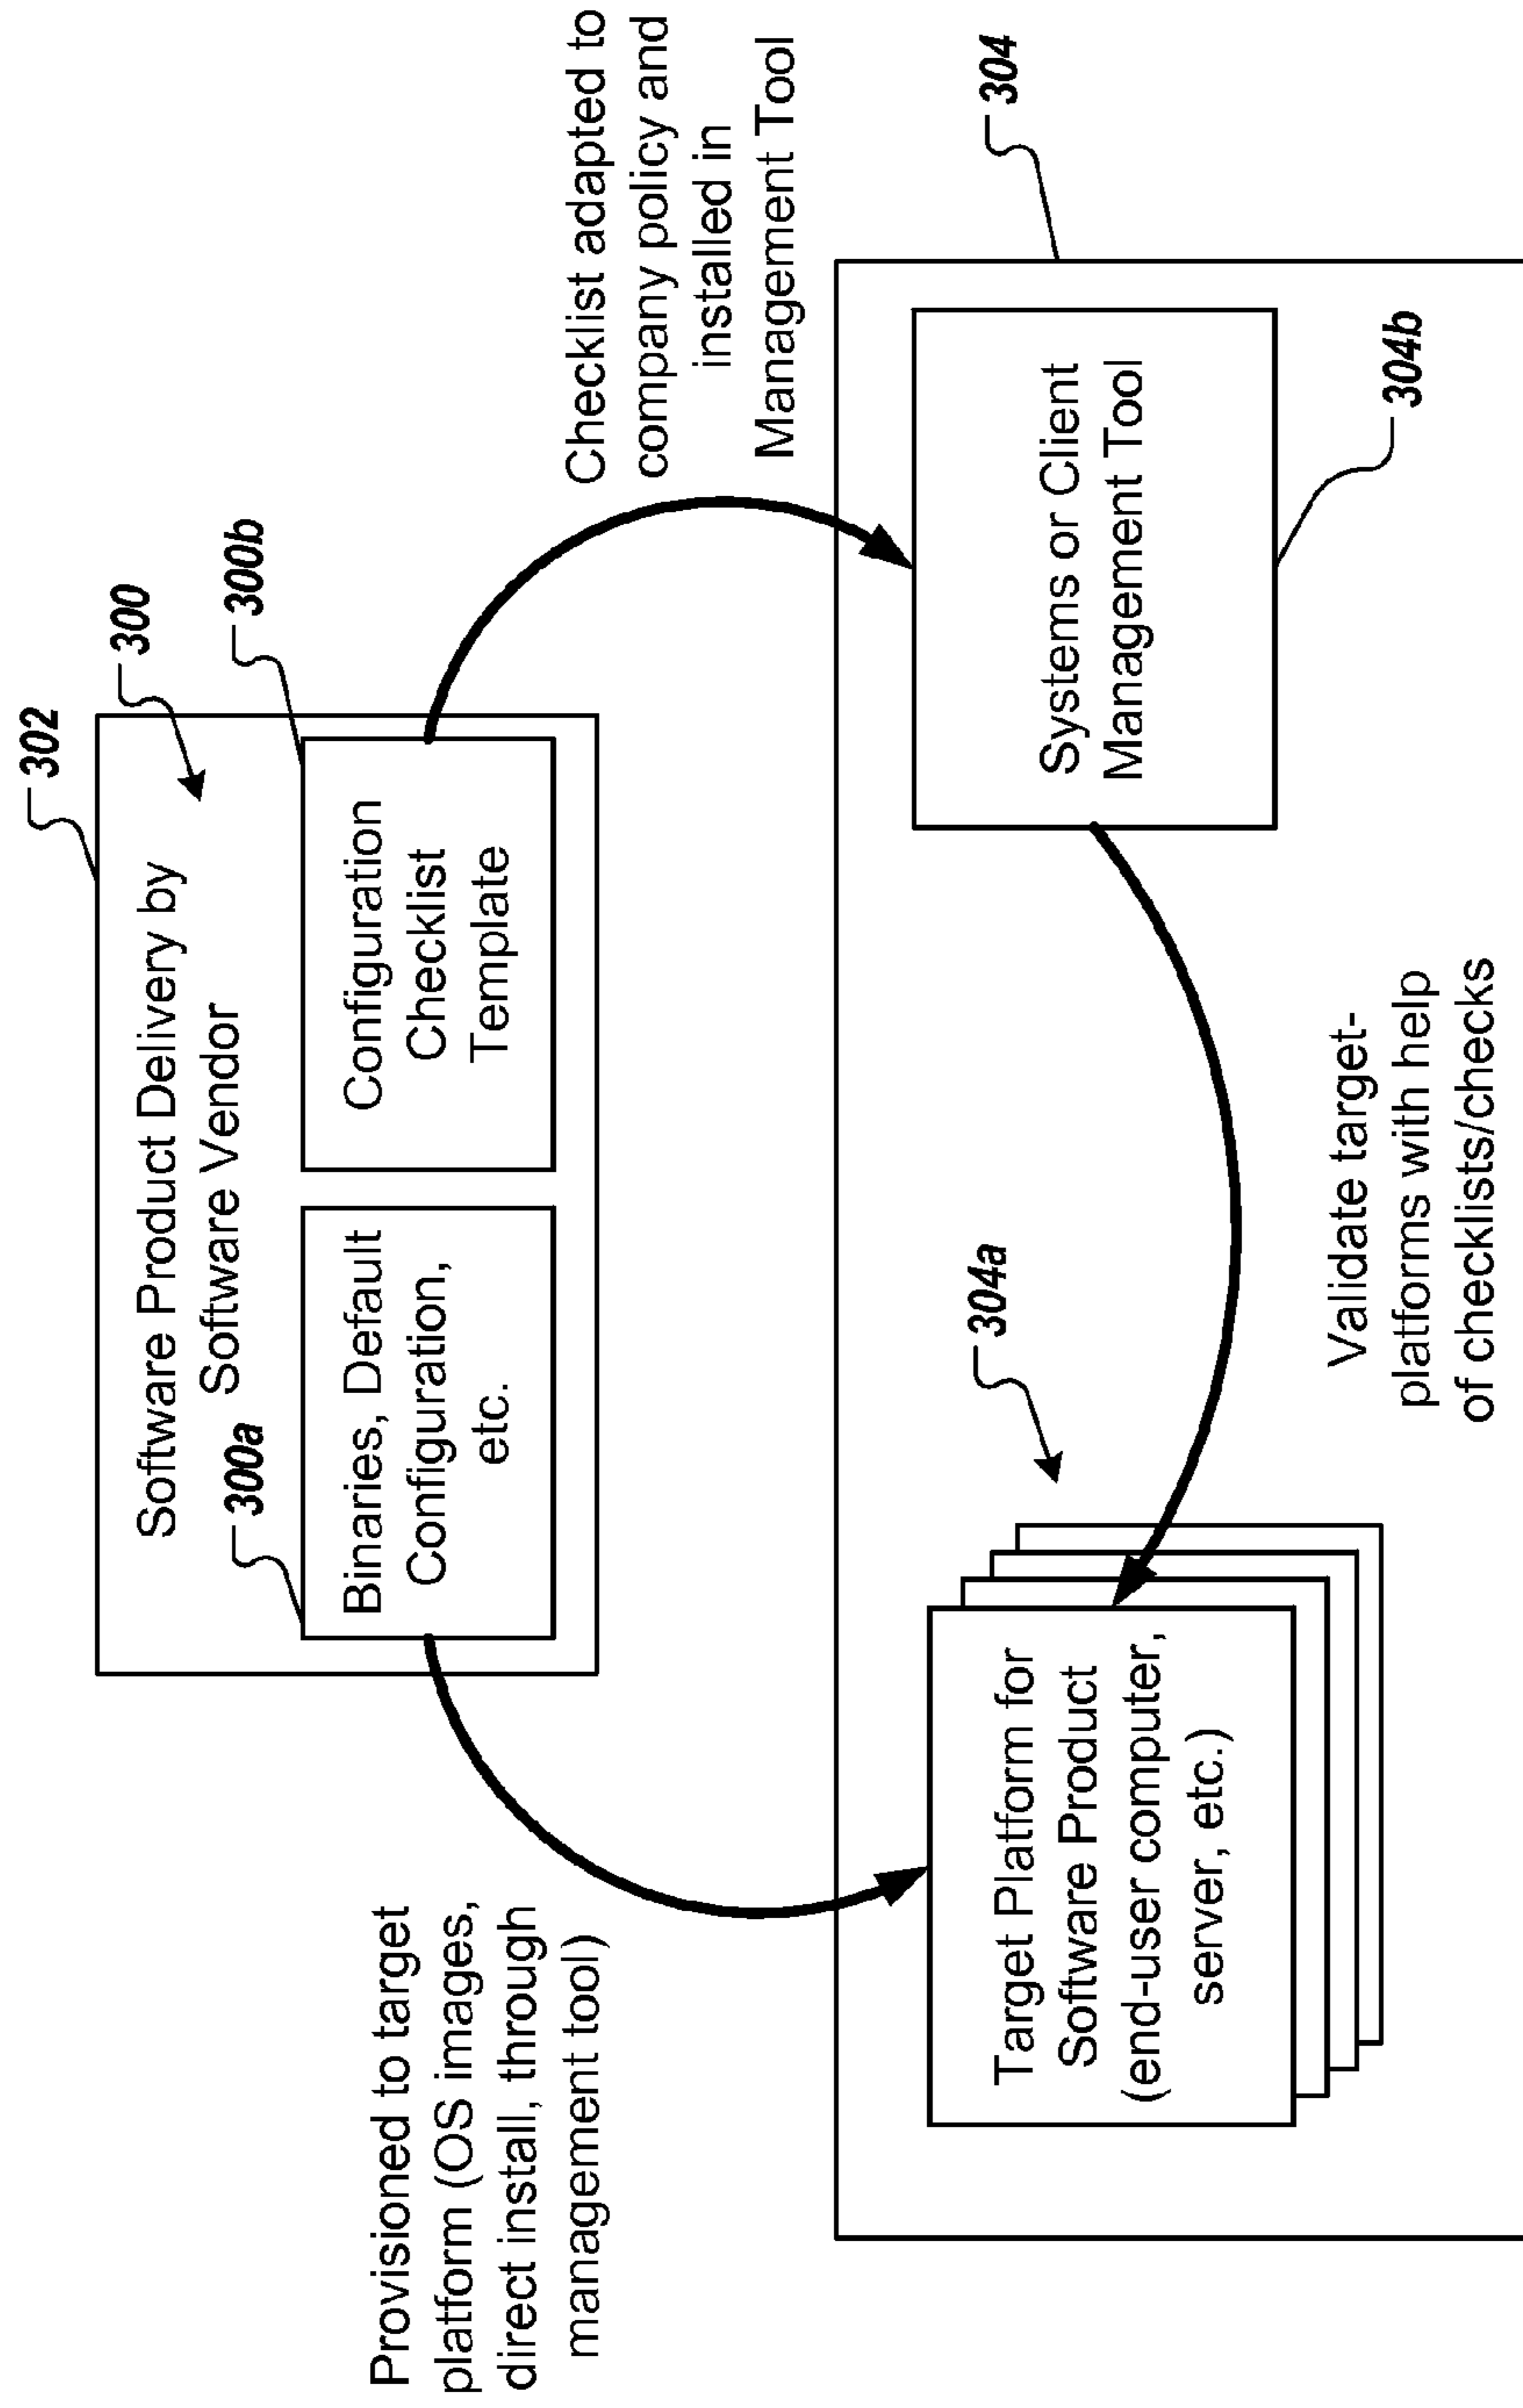 302
Software Product Delivery by
Software Vendor
300
300a
300b
Binaries, Default
Configuration,
etc.
Configuration
Checklist
Template
Provisioned to target
platform (OS images,
direct install, through
management tool)
Checklist adapted to
company policy and
installed in
Management Tool
304
304a
Target Platform for
Software Product
(end-user computer,
server, etc.)
Systems or Client
Management Tool
304b
Validate target-
platforms with help
of checklists/checks